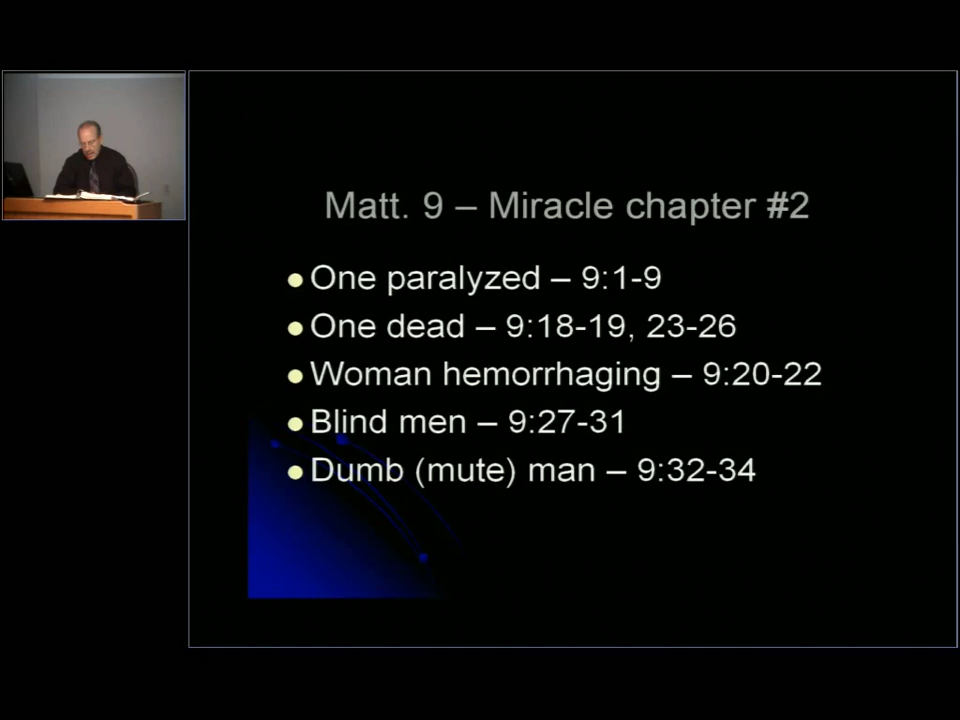 Matt. 9 – Miracle chapter #2
One paralyzed – 9:1-9
One dead – 9:18-19, 23-26
Woman hemorrhaging – 9:20-22
Blind men – 9:27-31
Dumb (mute) man – 9:32-34